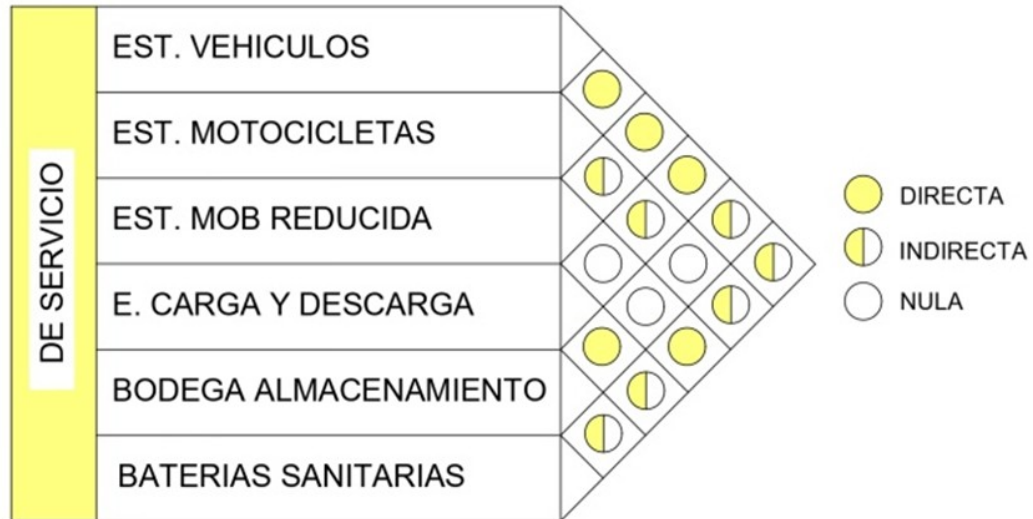 DE SERVICIO
EST. VEHICULOS
EST. MOTOCICLETAS
EST. MOB REDUCIDA
E. CARGA Y DESCARGA
BODEGA ALMACENAMIENTO
BATERIAS SANITARIAS
DIRECTA
INDIRECTA
NULA